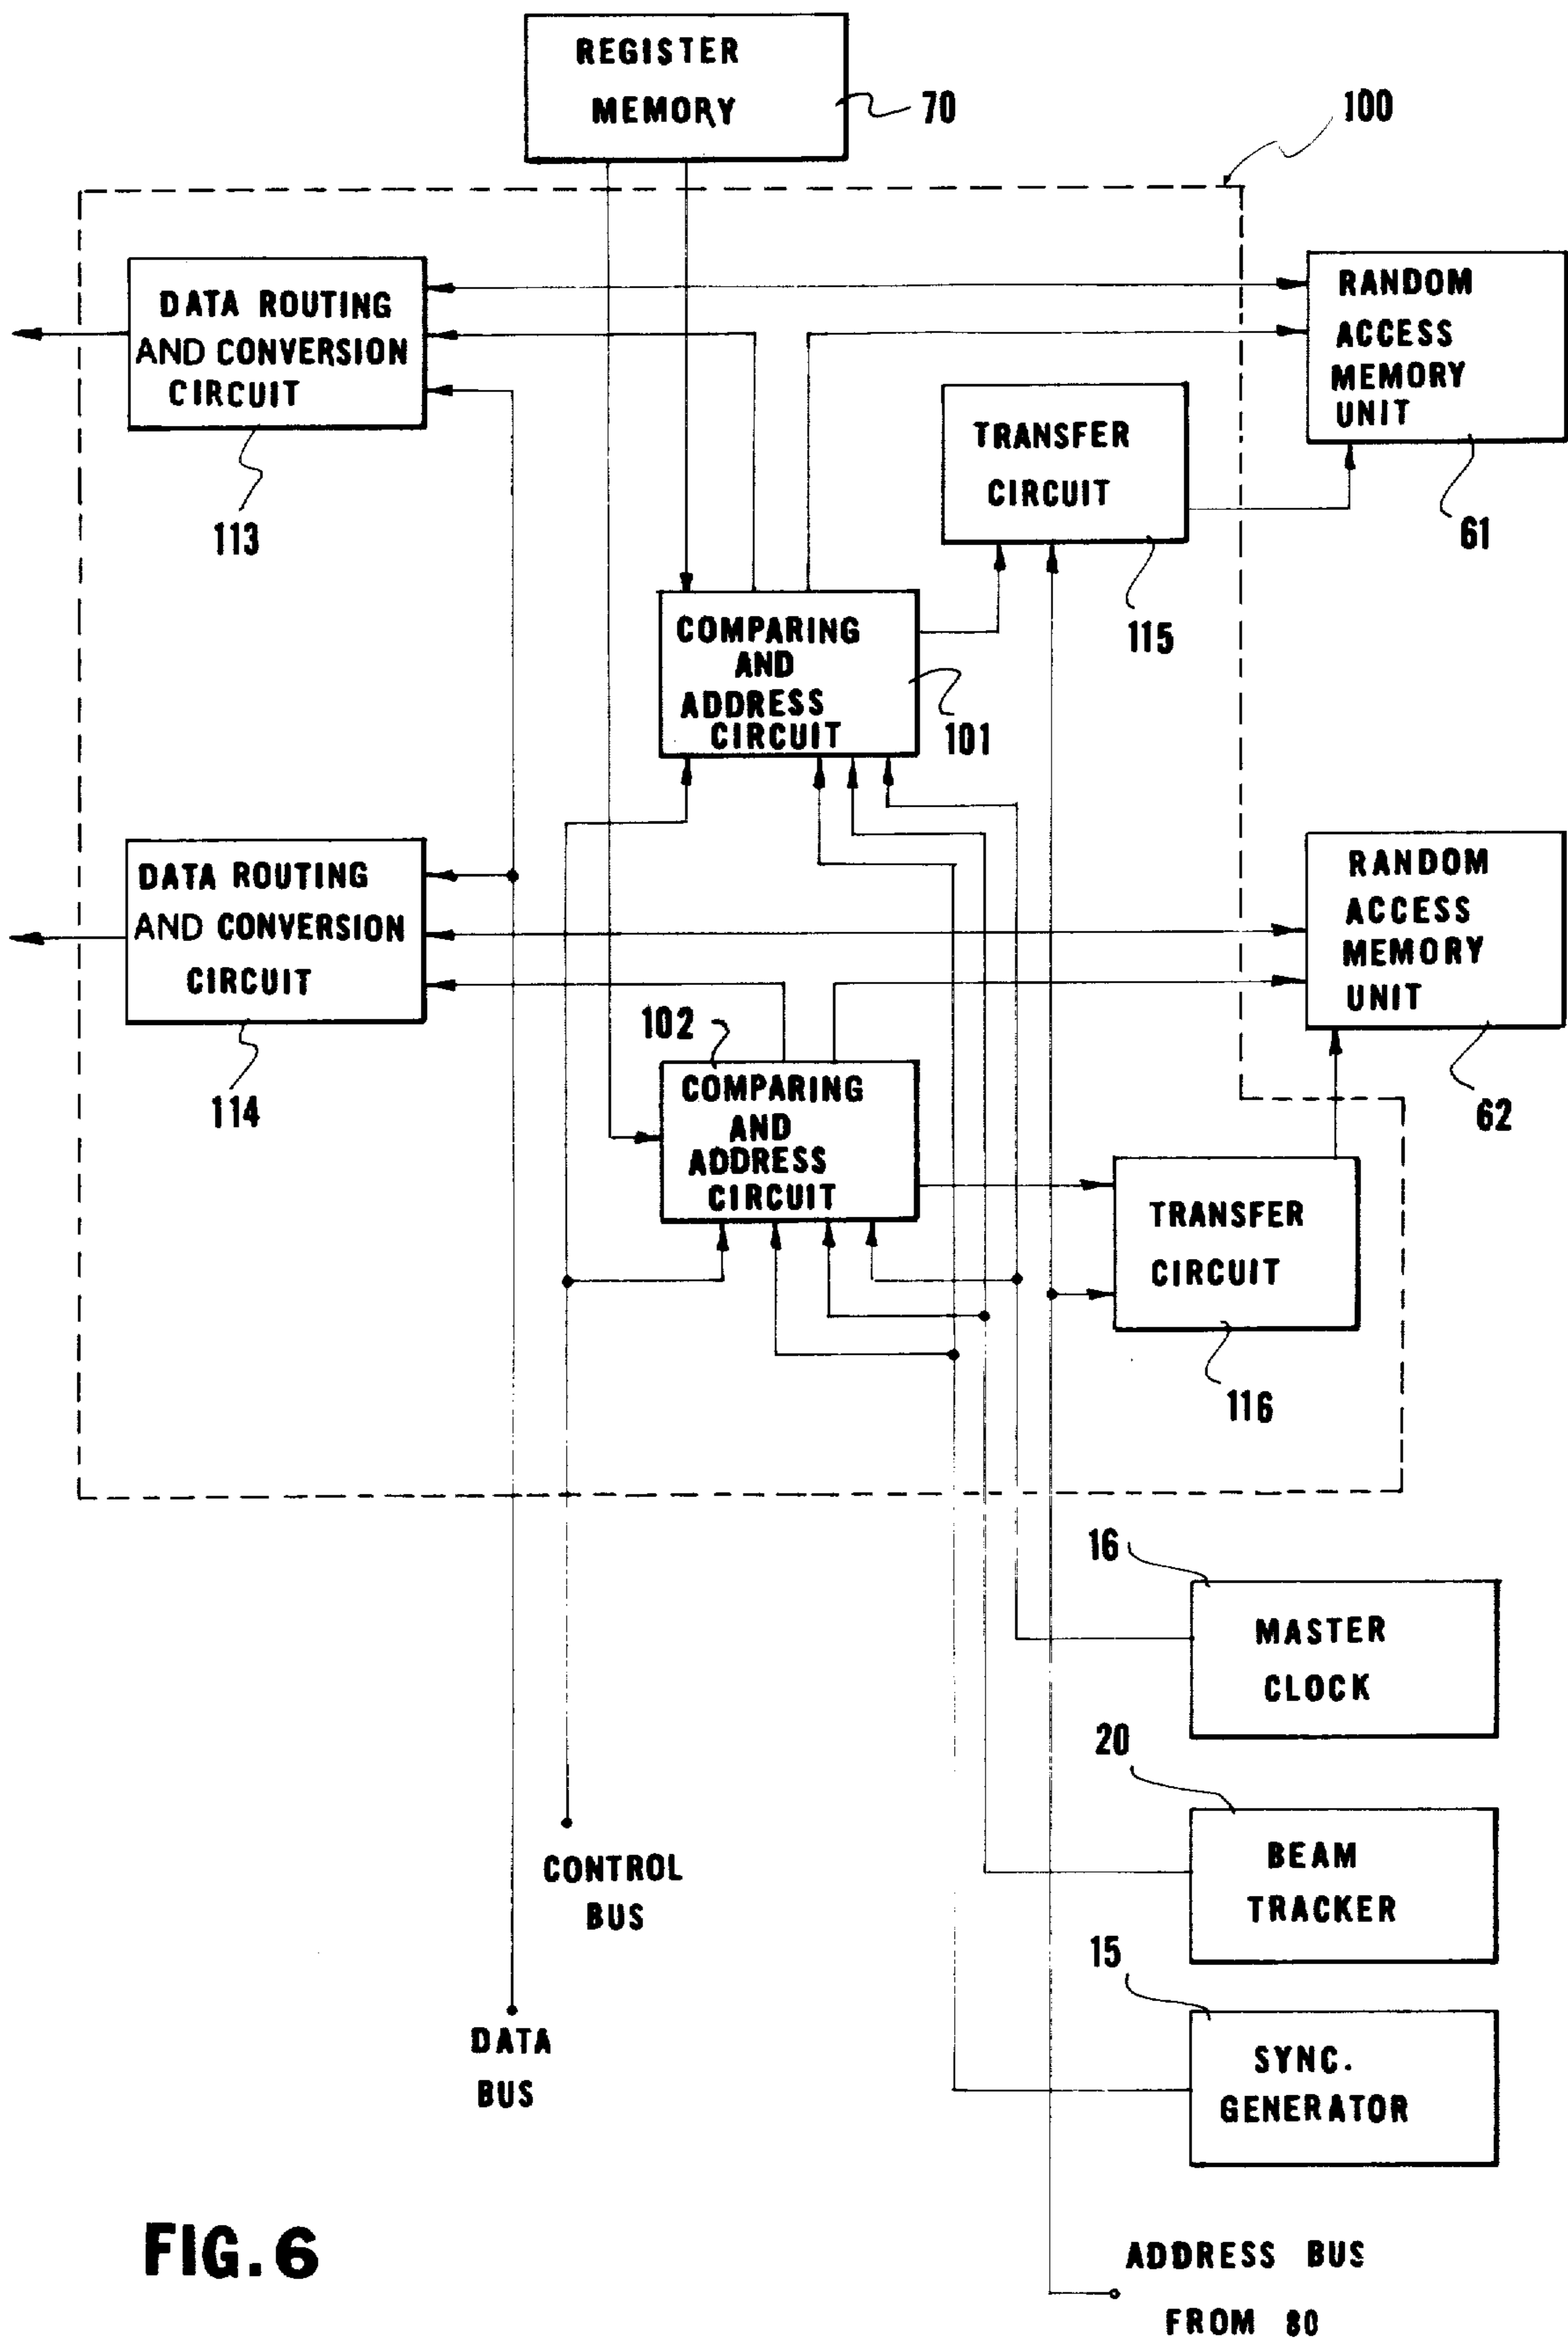 REGISTER
MEMORY
70
100
DATA ROUTING
AND CONVERSION
CIRCUIT
113
RANDOM
ACCESS
MEMORY
UNIT
61
TRANSFER
CIRCUIT
115
COMPARING
AND
ADDRESS
CIRCUIT
101
DATA ROUTING
AND CONVERSION
CIRCUIT
114
RANDOM
ACCESS
MEMORY
UNIT
62
102
COMPARING
AND
ADDRESS
CIRCUIT
TRANSFER
CIRCUIT
116
16
MASTER
CLOCK
20
BEAM
TRACKER
CONTROL
BUS
15
SYNC.
GENERATOR
DATA
BUS
FIG. 6
ADDRESS BUS
FROM 80